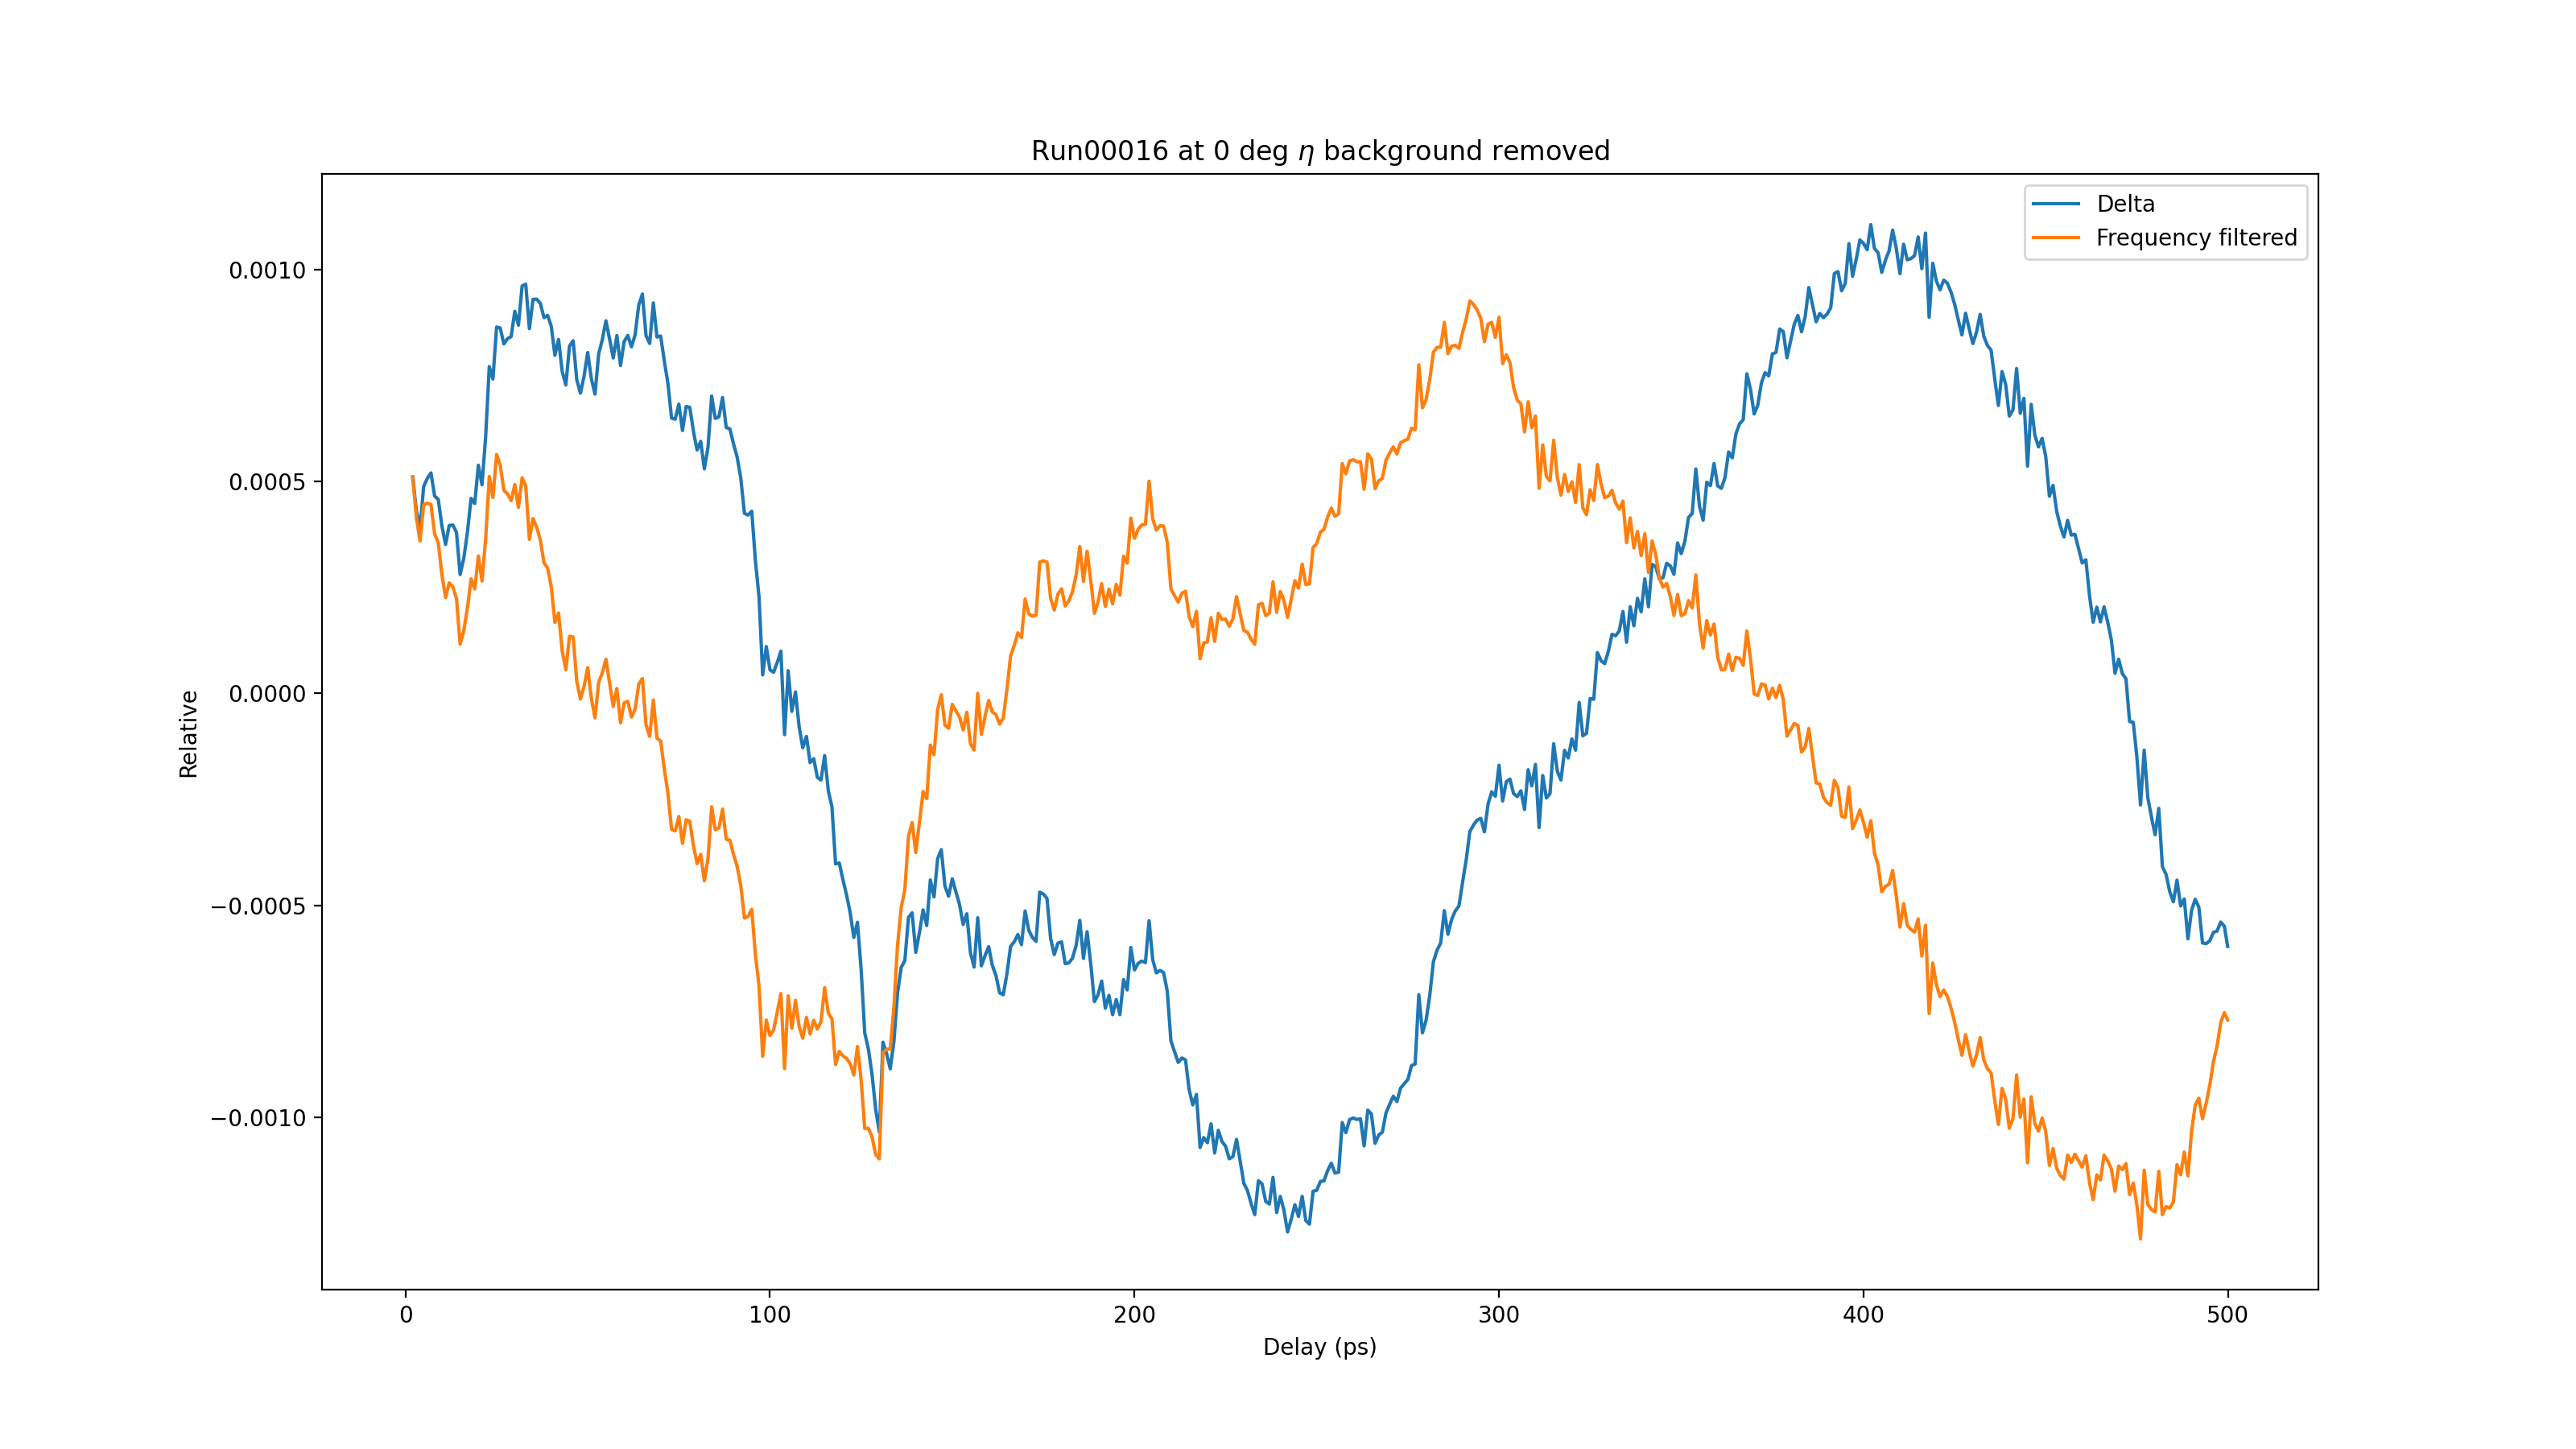 Run00016 at 0 deg η background removed
Delta
Frequency filtered
0.0010
0.0005
0.0000
−0.0005
−0.0010
Relative
0 100 200 300 400 500
Delay (ps)